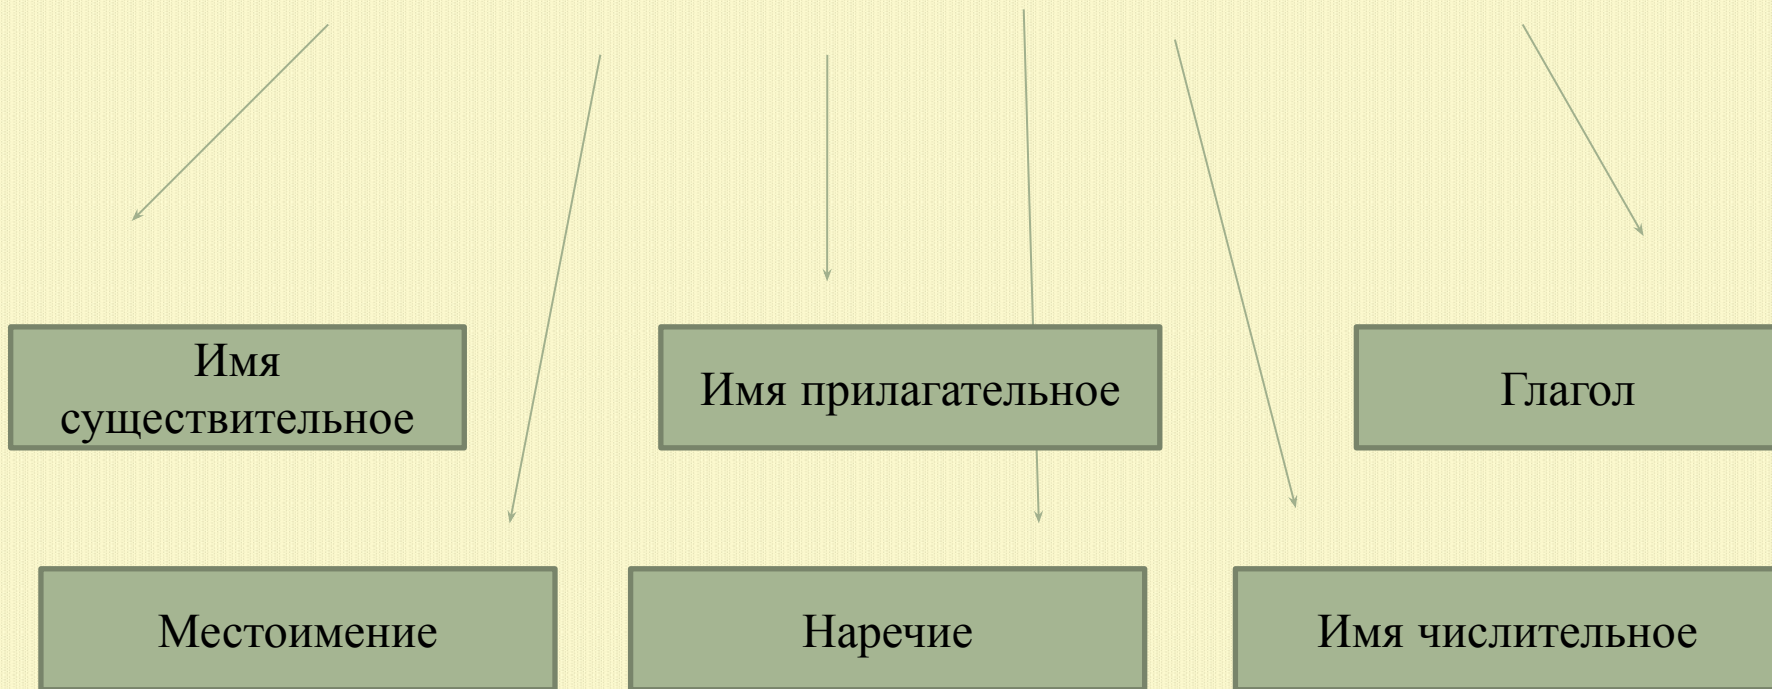 Имя
существительное
Имя прилагательное
Глагол
Местоимение
Наречие
Имя числительное